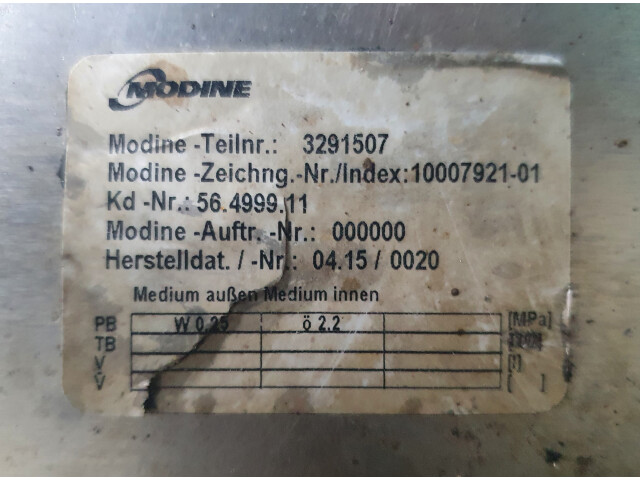 MODINE
Modine -Teilnr.: 3291507
Modine -Zeichng.-Nr./Index:10007921-01
Kd -Nr.: 56.4999.11
Modine -Auftr. -Nr.: 000000
Herstelldat. / -Nr.: 04.15 / 0020
Medium außen Medium innen
PB W 0.25 ö 2.2 [MPa]
TB
V [l]
V̇ [ ]